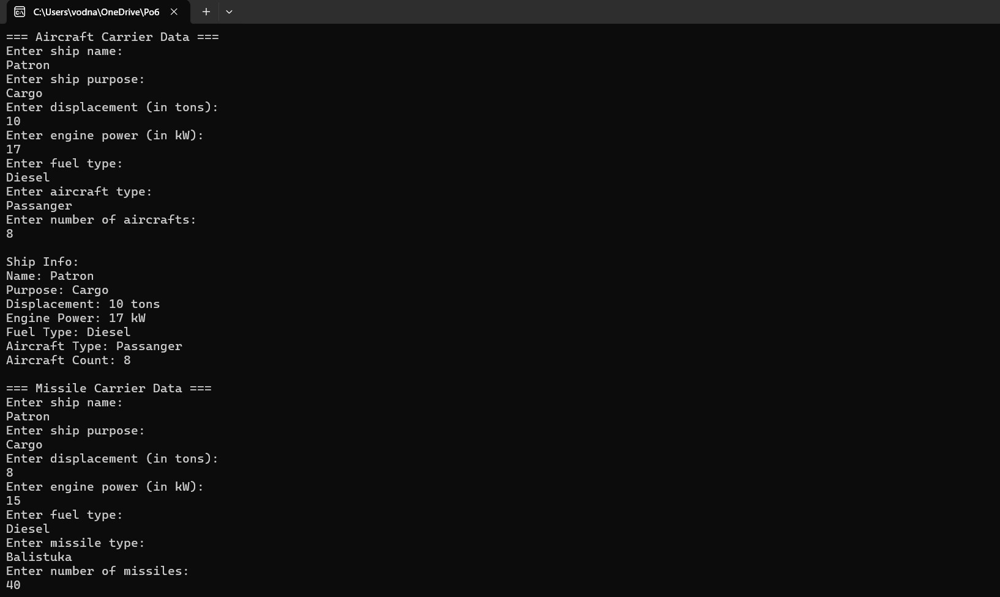 C:\Users\vodna\OneDrive\Ро6
=== Aircraft Carrier Data ===
Enter ship name:
Patron
Enter ship purpose:
Cargo
Enter displacement (in tons):
10
Enter engine power (in kW):
17
Enter fuel type:
Diesel
Enter aircraft type:
Passanger
Enter number of aircrafts:
8

Ship Info:
Name: Patron
Purpose: Cargo
Displacement: 10 tons
Engine Power: 17 kW
Fuel Type: Diesel
Aircraft Type: Passanger
Aircraft Count: 8

=== Missile Carrier Data ===
Enter ship name:
Patron
Enter ship purpose:
Cargo
Enter displacement (in tons):
8
Enter engine power (in kW):
15
Enter fuel type:
Diesel
Enter missile type:
Balistuka
Enter number of missiles:
40